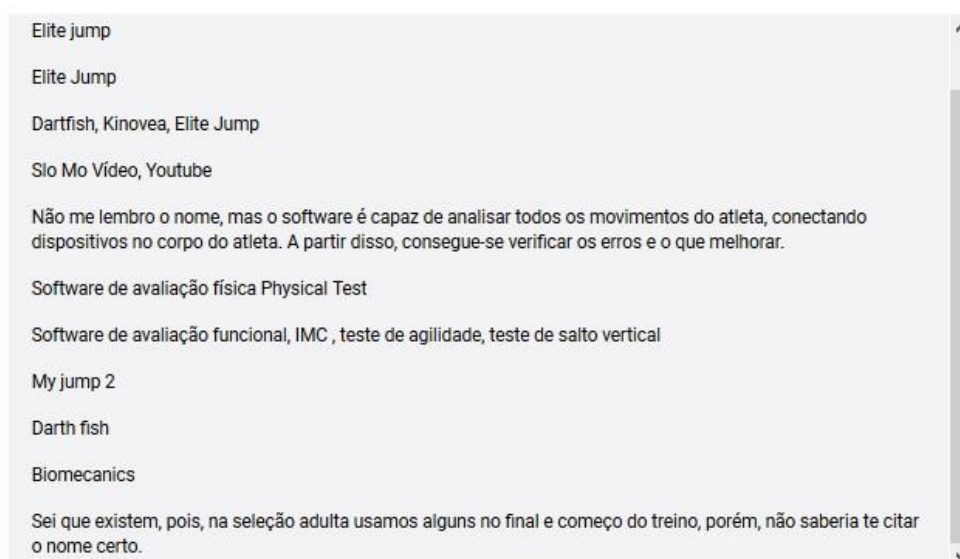 Elite jump
Elite Jump
Dartfish, Kinovea, Elite Jump
Slo Mo Vídeo, Youtube
Não me lembro o nome, mas o software é capaz de analisar todos os movimentos do atleta, conectando
dispositivos no corpo do atleta. A partir disso, consegue-se verificar os erros e o que melhorar.
Software de avaliação física Physical Test
Software de avaliação funcional, IMC , teste de agilidade, teste de salto vertical
My jump 2
Darth fish
Biomecanics
Sei que existem, pois, na seleção adulta usamos alguns no final e começo do treino, porém, não saberia te citar
o nome certo.